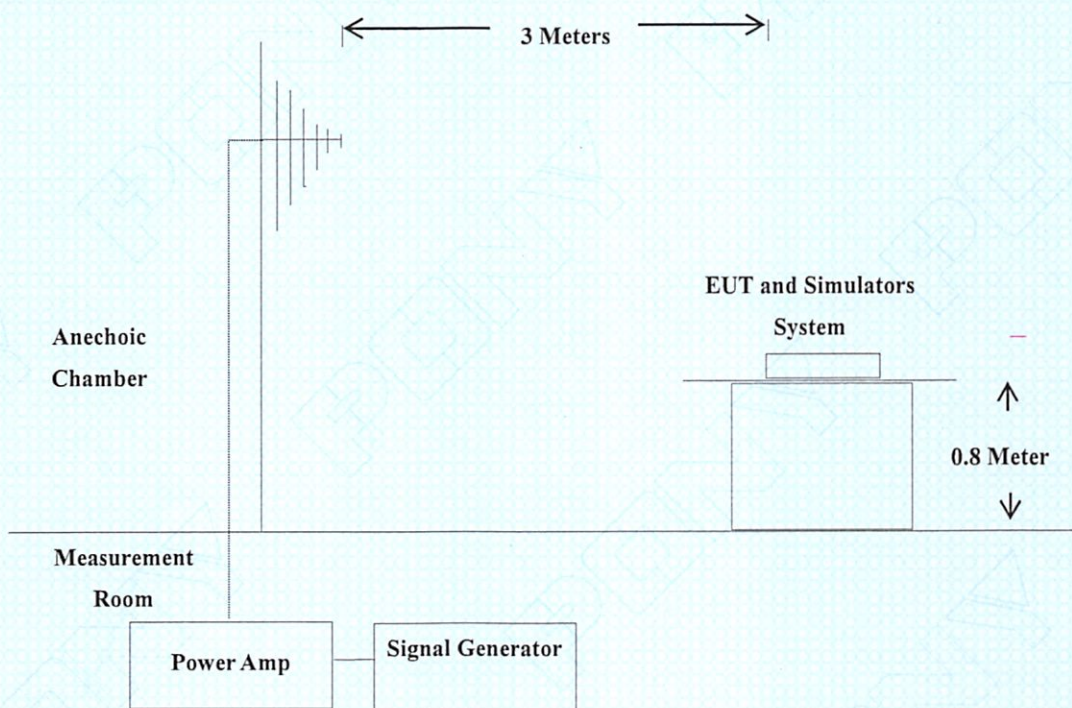 3 Meters
EUT and Simulators
System
Anechoic
Chamber
0.8 Meter
Measurement
Room
Power Amp
Signal Generator